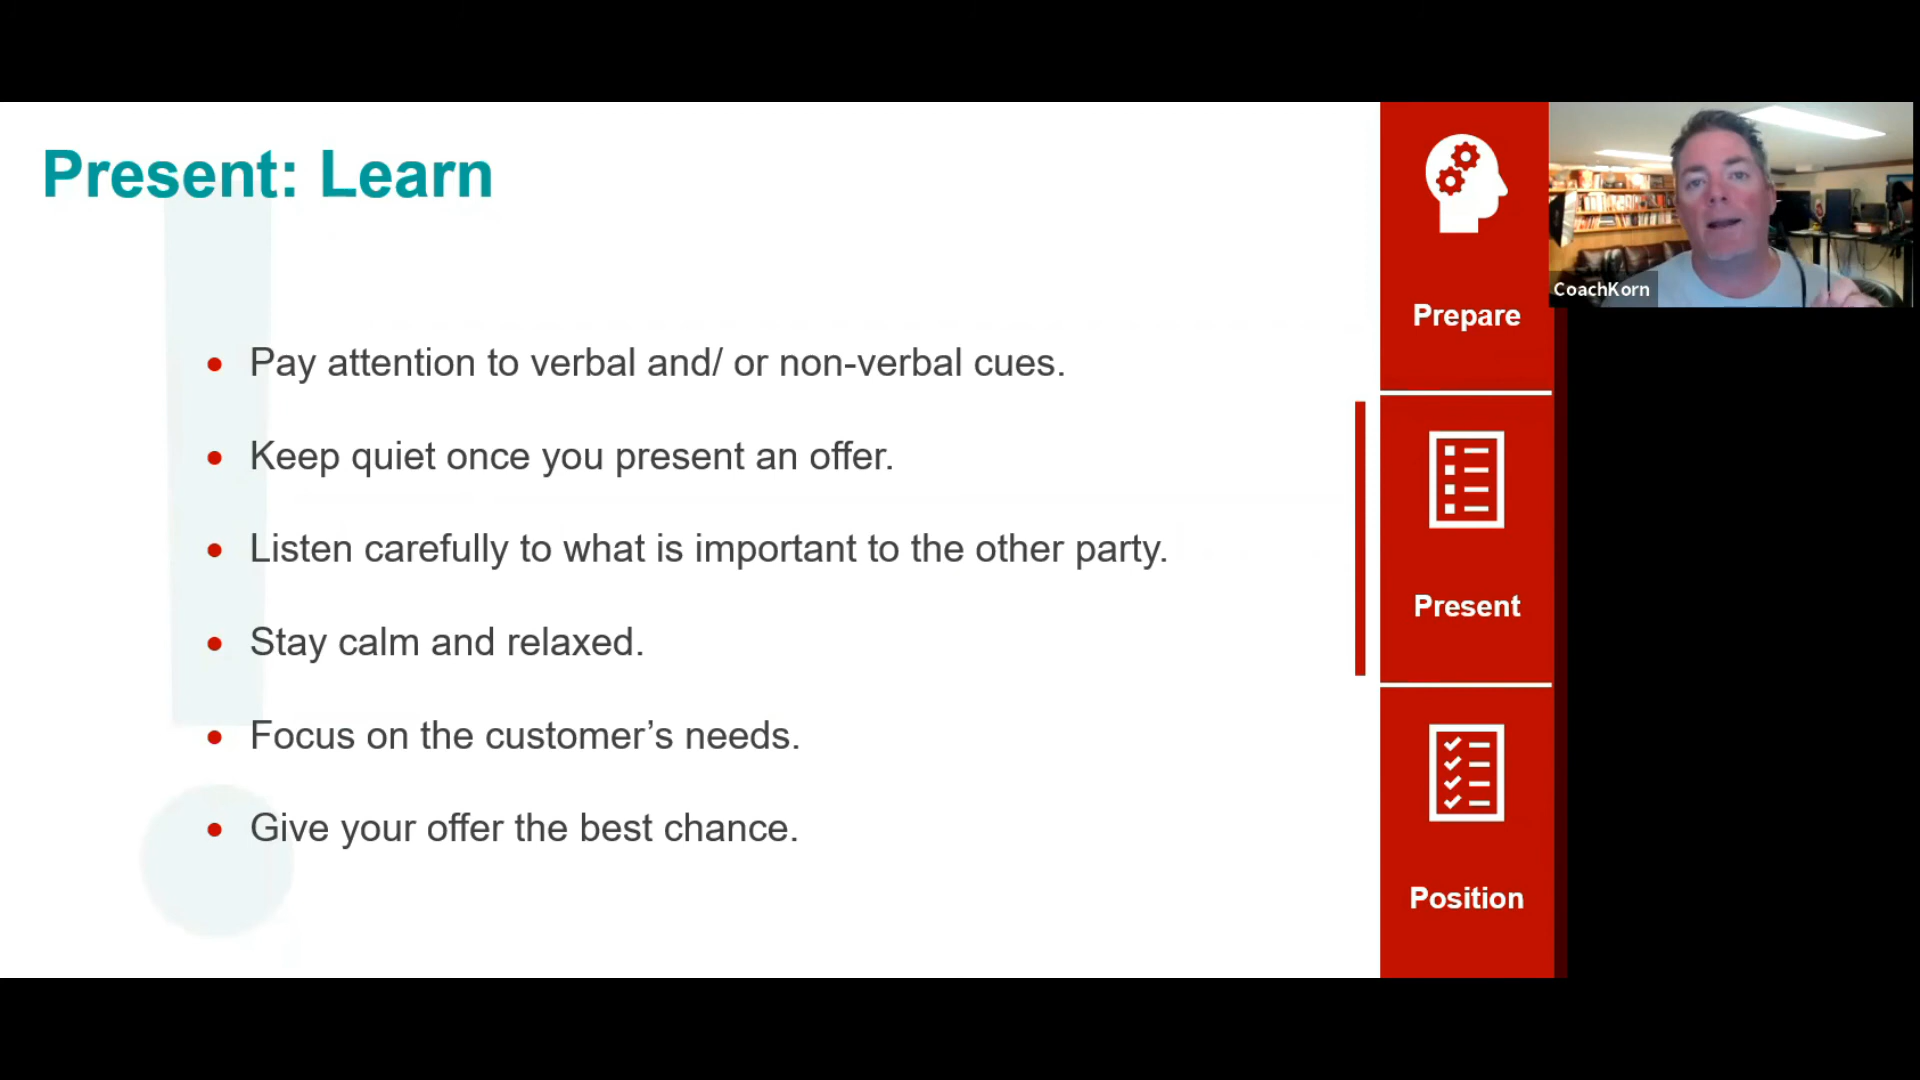 Present: Learn
Pay attention to verbal and/ or non-verbal cues.
Keep quiet once you present an offer.
Listen carefully to what is important to the other party.
Stay calm and relaxed.
Focus on the customer’s needs.
Give your offer the best chance.
Prepare
Present
Position
CoachKorn